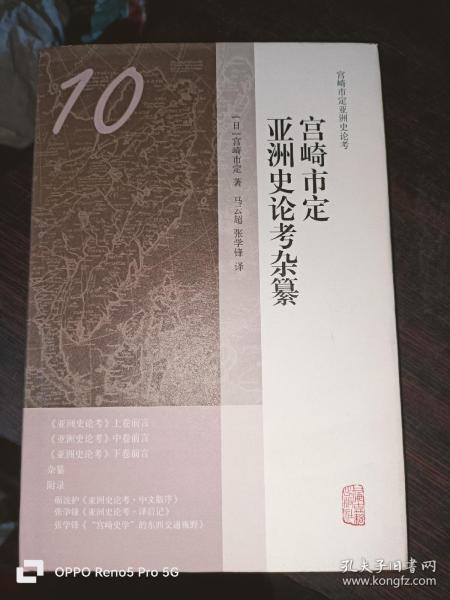 10
宫崎市定亚洲史论考
宫崎市定
亚洲史论考杂纂
［日］宫崎市定 著 马云超 张学锋 译
《亚洲史论考》上卷前言
《亚洲史论考》中卷前言
《亚洲史论考》下卷前言
杂纂
附录
砺波护《亚洲史论考·中文版序》
张学锋《亚洲史论考·译后记》
张学锋《“宫崎史学”的东西交通视野》
OPPO Reno5 Pro 5G
孔夫子旧书网
www.kongfz.com